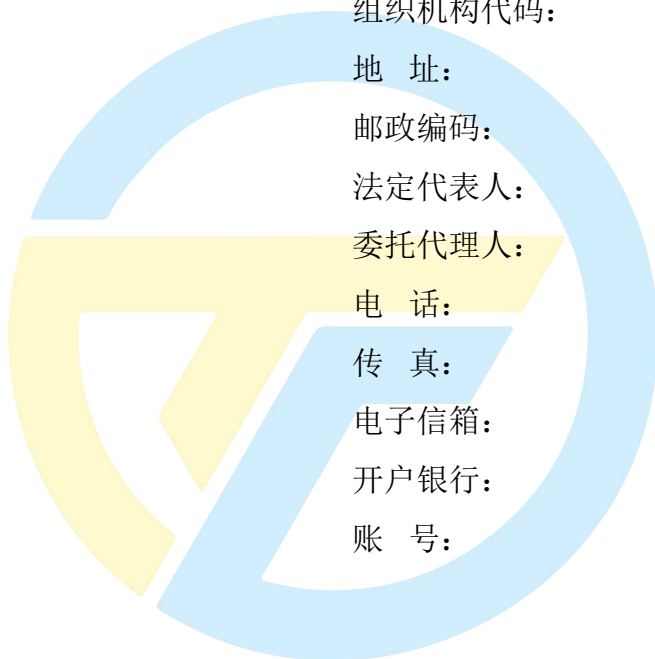 组织机构代码：
地 址：
邮政编码：
法定代表人：
委托代理人：
电 话：
传 真：
电子信箱：
开户银行：
账 号：